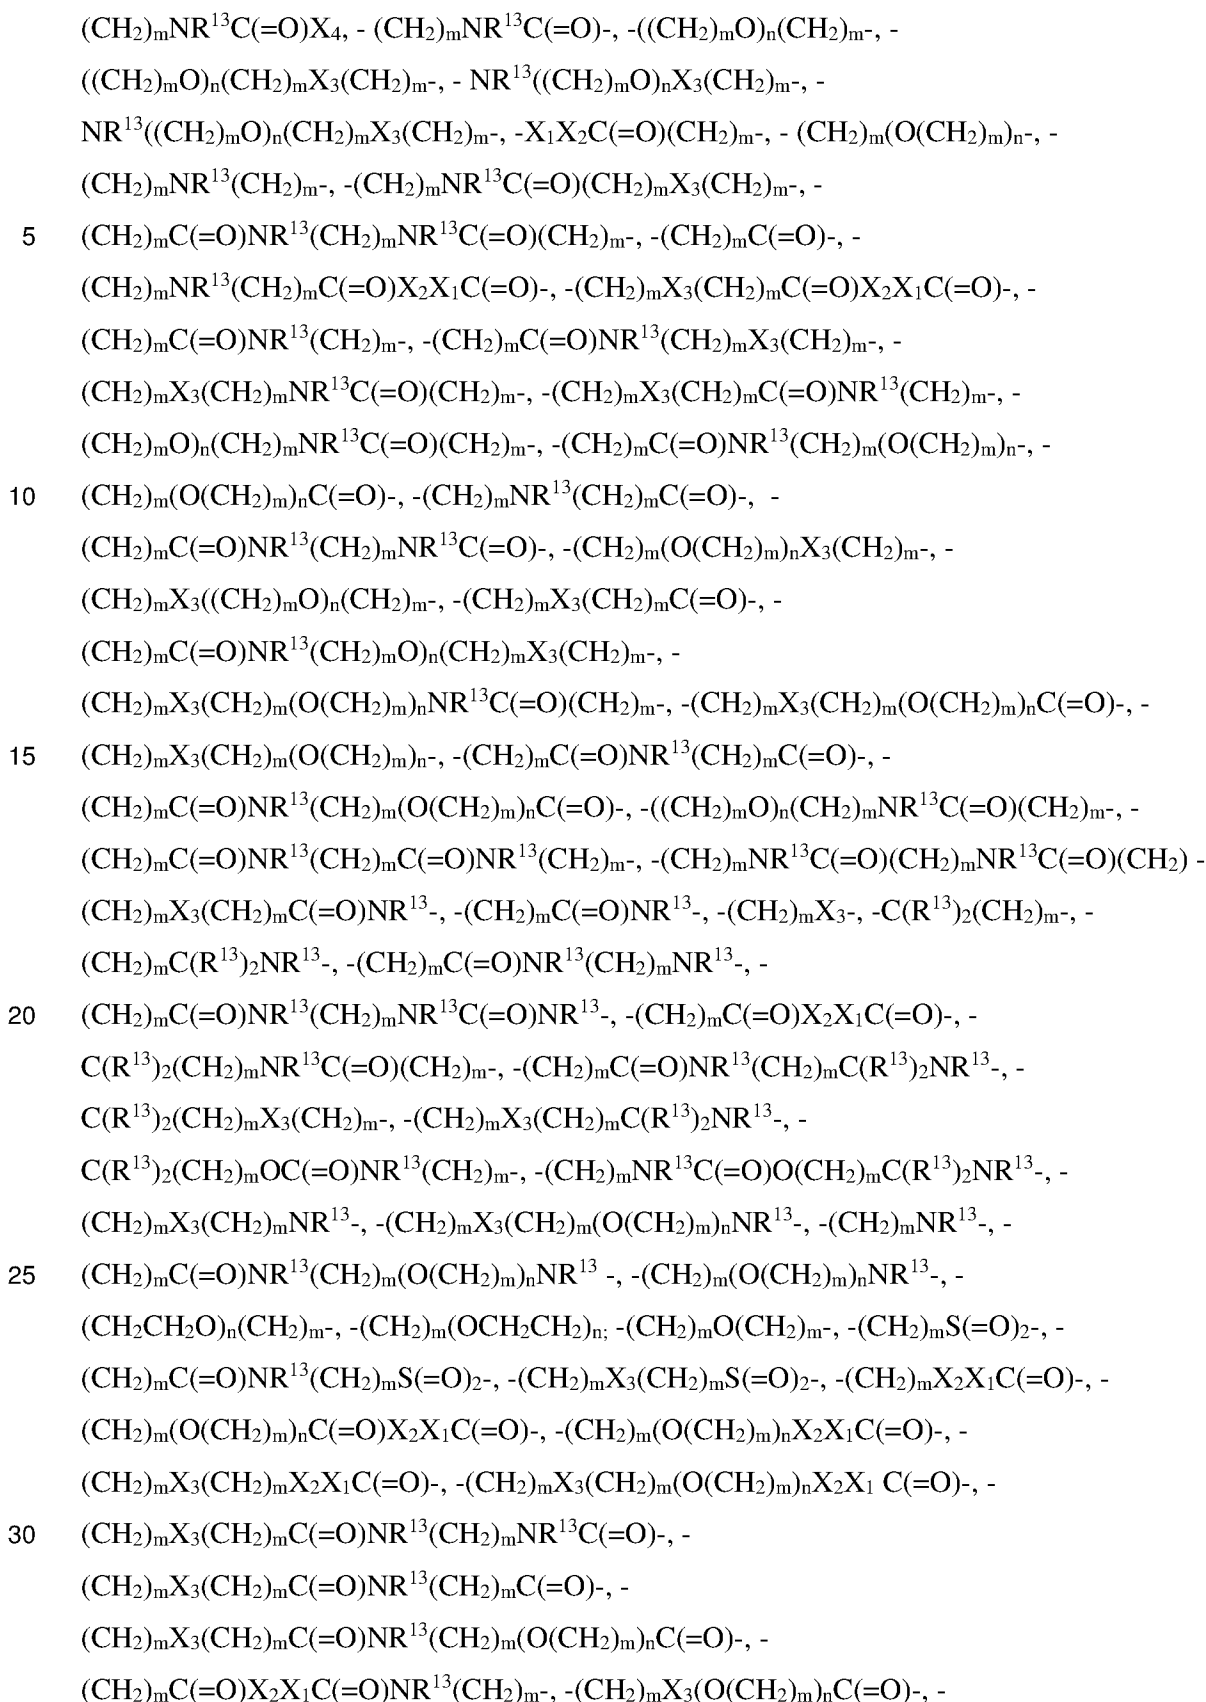 (CH₂)ₘNR¹³C(=O)X₄, - (CH₂)ₘNR¹³C(=O)-, -((CH₂)ₘO)ₙ(CH₂)ₘ-, -
((CH₂)ₘO)ₙ(CH₂)ₘX₃(CH₂)ₘ-, - NR¹³((CH₂)ₘO)ₙX₃(CH₂)ₘ-, -
NR¹³((CH₂)ₘO)ₙ(CH₂)ₘX₃(CH₂)ₘ-, -X₁X₂C(=O)(CH₂)ₘ-, - (CH₂)ₘ(O(CH₂)ₘ)ₙ-, -
(CH₂)ₘNR¹³(CH₂)ₘ-, -(CH₂)ₘNR¹³C(=O)(CH₂)ₘX₃(CH₂)ₘ-, -
5 (CH₂)ₘC(=O)NR¹³(CH₂)ₘNR¹³C(=O)(CH₂)ₘ-, -(CH₂)ₘC(=O)-, -
(CH₂)ₘNR¹³(CH₂)ₘC(=O)X₂X₁C(=O)-, -(CH₂)ₘX₃(CH₂)ₘC(=O)X₂X₁C(=O)-, -
(CH₂)ₘC(=O)NR¹³(CH₂)ₘ-, -(CH₂)ₘC(=O)NR¹³(CH₂)ₘX₃(CH₂)ₘ-, -
(CH₂)ₘX₃(CH₂)ₘNR¹³C(=O)(CH₂)ₘ-, -(CH₂)ₘX₃(CH₂)ₘC(=O)NR¹³(CH₂)ₘ-, -
(CH₂)ₘO)ₙ(CH₂)ₘNR¹³C(=O)(CH₂)ₘ-, -(CH₂)ₘC(=O)NR¹³(CH₂)ₘ(O(CH₂)ₘ)ₙ-, -
10 (CH₂)ₘ(O(CH₂)ₘ)ₙC(=O)-, -(CH₂)ₘNR¹³(CH₂)ₘC(=O)-, -
(CH₂)ₘC(=O)NR¹³(CH₂)ₘNR¹³C(=O)-, -(CH₂)ₘ(O(CH₂)ₘ)ₙX₃(CH₂)ₘ-, -
(CH₂)ₘX₃((CH₂)ₘO)ₙ(CH₂)ₘ-, -(CH₂)ₘX₃(CH₂)ₘC(=O)-, -
(CH₂)ₘC(=O)NR¹³(CH₂)ₘO)ₙ(CH₂)ₘX₃(CH₂)ₘ-, -
(CH₂)ₘX₃(CH₂)ₘ(O(CH₂)ₘ)ₙNR¹³C(=O)(CH₂)ₘ-, -(CH₂)ₘX₃(CH₂)ₘ(O(CH₂)ₘ)ₙC(=O)-, -
15 (CH₂)ₘX₃(CH₂)ₘ(O(CH₂)ₘ)ₙ-, -(CH₂)ₘC(=O)NR¹³(CH₂)ₘC(=O)-, -
(CH₂)ₘC(=O)NR¹³(CH₂)ₘ(O(CH₂)ₘ)ₙC(=O)-, -((CH₂)ₘO)ₙ(CH₂)ₘNR¹³C(=O)(CH₂)ₘ-, -
(CH₂)ₘC(=O)NR¹³(CH₂)ₘC(=O)NR¹³(CH₂)ₘ-, -(CH₂)ₘNR¹³C(=O)(CH₂)ₘNR¹³C(=O)(CH₂) -
(CH₂)ₘX₃(CH₂)ₘC(=O)NR¹³-, -(CH₂)ₘC(=O)NR¹³-, -(CH₂)ₘX₃-, -C(R¹³)₂(CH₂)ₘ-, -
(CH₂)ₘC(R¹³)₂NR¹³-, -(CH₂)ₘC(=O)NR¹³(CH₂)ₘNR¹³-, -
20 (CH₂)ₘC(=O)NR¹³(CH₂)ₘNR¹³C(=O)NR¹³-, -(CH₂)ₘC(=O)X₂X₁C(=O)-, -
C(R¹³)₂(CH₂)ₘNR¹³C(=O)(CH₂)ₘ-, -(CH₂)ₘC(=O)NR¹³(CH₂)ₘC(R¹³)₂NR¹³-, -
C(R¹³)₂(CH₂)ₘX₃(CH₂)ₘ-, -(CH₂)ₘX₃(CH₂)ₘC(R¹³)₂NR¹³-, -
C(R¹³)₂(CH₂)ₘOC(=O)NR¹³(CH₂)ₘ-, -(CH₂)ₘNR¹³C(=O)O(CH₂)ₘC(R¹³)₂NR¹³-, -
(CH₂)ₘX₃(CH₂)ₘNR¹³-, -(CH₂)ₘX₃(CH₂)ₘ(O(CH₂)ₘ)ₙNR¹³-, -(CH₂)ₘNR¹³-, -
25 (CH₂)ₘC(=O)NR¹³(CH₂)ₘ(O(CH₂)ₘ)ₙNR¹³ -, -(CH₂)ₘ(O(CH₂)ₘ)ₙNR¹³-, -
(CH₂CH₂O)ₙ(CH₂)ₘ-, -(CH₂)ₘ(OCH₂CH₂)ₙ; -(CH₂)ₘO(CH₂)ₘ-, -(CH₂)ₘS(=O)₂-, -
(CH₂)ₘC(=O)NR¹³(CH₂)ₘS(=O)₂-, -(CH₂)ₘX₃(CH₂)ₘS(=O)₂-, -(CH₂)ₘX₂X₁C(=O)-, -
(CH₂)ₘ(O(CH₂)ₘ)ₙC(=O)X₂X₁C(=O)-, -(CH₂)ₘ(O(CH₂)ₘ)ₙX₂X₁C(=O)-, -
(CH₂)ₘX₃(CH₂)ₘX₂X₁C(=O)-, -(CH₂)ₘX₃(CH₂)ₘ(O(CH₂)ₘ)ₙX₂X₁ C(=O)-, -
30 (CH₂)ₘX₃(CH₂)ₘC(=O)NR¹³(CH₂)ₘNR¹³C(=O)-, -
(CH₂)ₘX₃(CH₂)ₘC(=O)NR¹³(CH₂)ₘC(=O)-, -
(CH₂)ₘX₃(CH₂)ₘC(=O)NR¹³(CH₂)ₘ(O(CH₂)ₘ)ₙC(=O)-, -
(CH₂)ₘC(=O)X₂X₁C(=O)NR¹³(CH₂)ₘ-, -(CH₂)ₘX₃(O(CH₂)ₘ)ₙC(=O)-, -